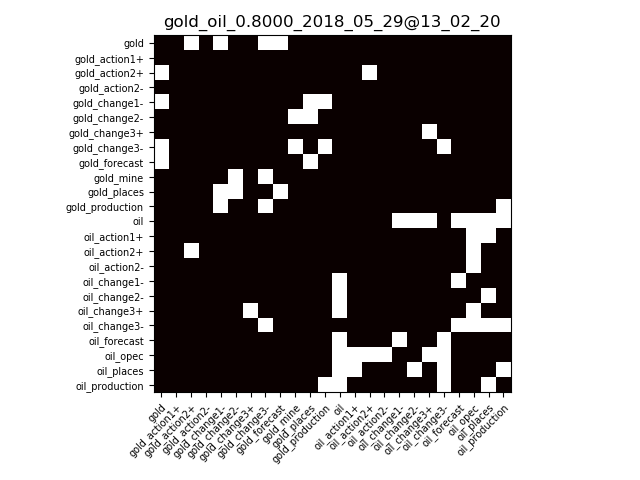 gold_oil_0.8000_2018_05_29@13_02_20
gold
gold_action1+
gold_action2+
gold_action2-
gold_change1-
gold_change2-
gold_change3+
gold_change3-
gold_forecast
gold_mine
gold_places
gold_production
oil
oil_action1+
oil_action2+
oil_action2-
oil_change1-
oil_change2-
oil_change3+
oil_change3-
oil_forecast
oil_opec
oil_places
oil_production
gold
gold_action1+
gold_action2+
gold_action2-
gold_change1-
gold_change2-
gold_change3+
gold_change3-
gold_forecast
gold_mine
gold_places
gold_production
oil
oil_action1+
oil_action2+
oil_action2-
oil_change1-
oil_change2-
oil_change3+
oil_change3-
oil_forecast
oil_opec
oil_places
oil_production